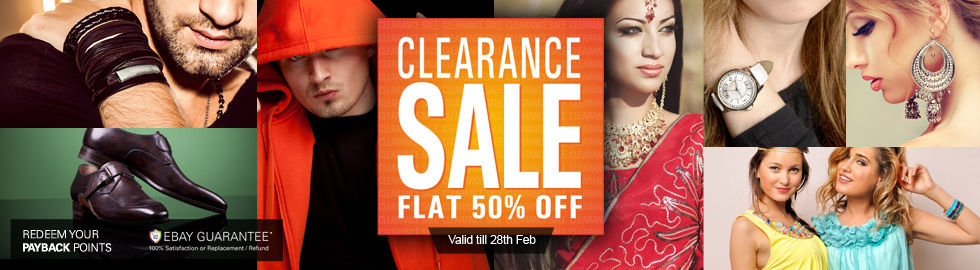 CLEARANCE
SALE
FLAT 50% OFF
Valid till 28th Feb
REDEEM YOUR
PAYBACK POINTS
EBAY GUARANTEE*
100% Satisfaction or Replacement / Refund